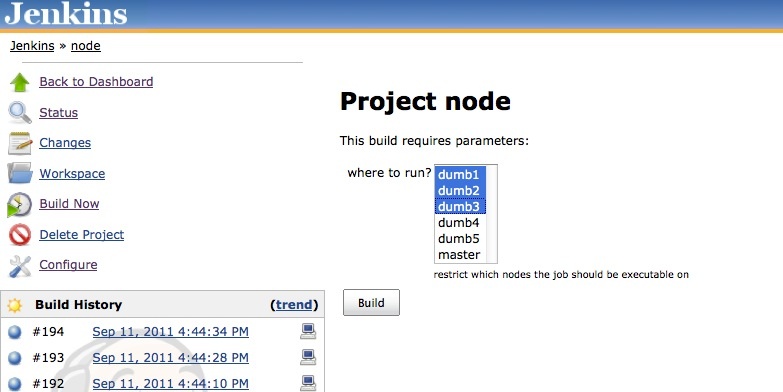 Jenkins
Jenkins » node
Back to Dashboard
Status
Changes
Workspace
Build Now
Delete Project
Configure
Build History (trend)
#194 Sep 11, 2011 4:44:34 PM
#193 Sep 11, 2011 4:44:28 PM
#192 Sep 11, 2011 4:44:10 PM
Project node
This build requires parameters:
where to run? dumb1
dumb2
dumb3
dumb4
dumb5
master
restrict which nodes the job should be executable on
Build